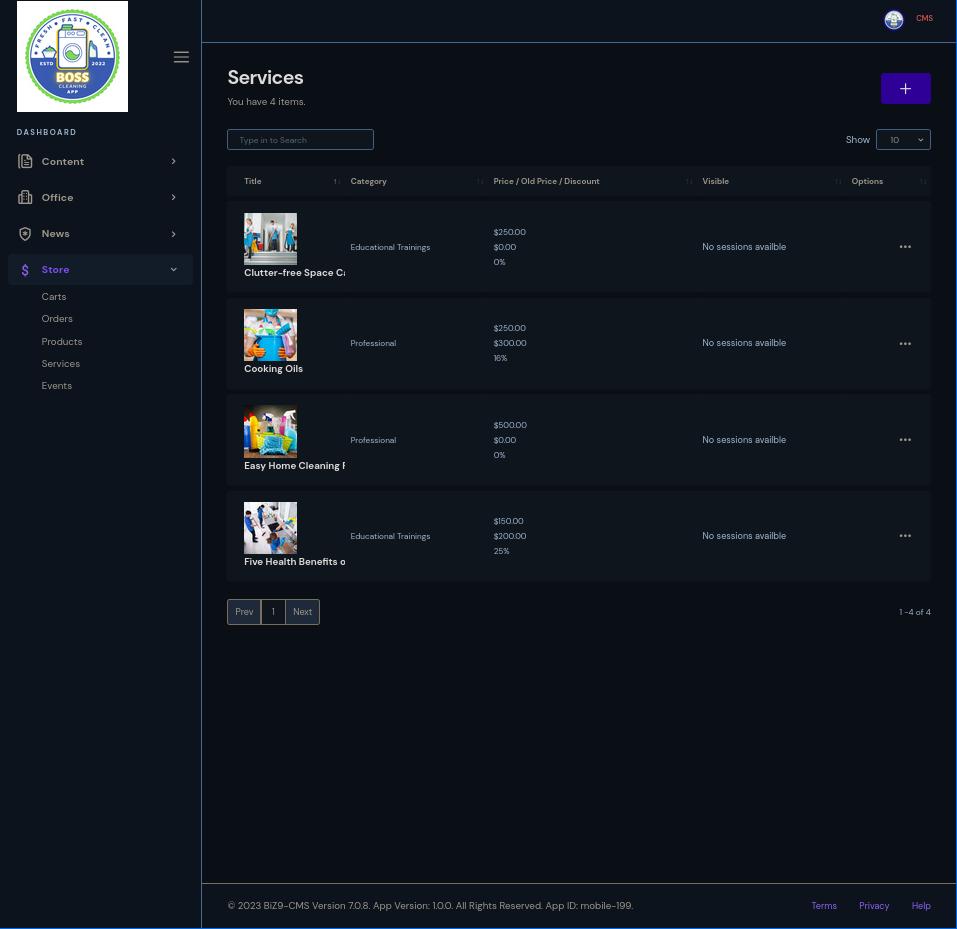 FRESH • FAST • CLEAN
ESTD 2022
BOSS
CLEANING
APP
CMS
DASHBOARD
Content
Office
News
Store
Carts
Orders
Products
Services
Events
Services
You have 4 items.
+
Type in to Search
Show 10
Title Category Price / Old Price / Discount Visible Options
Clutter-free Space
Educational Trainings
$250.00
$0.00
0%
No sessions availble
Cooking Oils
Professional
$250.00
$300.00
16%
No sessions availble
Easy Home Cleaning
Professional
$500.00
$0.00
0%
No sessions availble
Five Health Benefits o
Educational Trainings
$150.00
$200.00
25%
No sessions availble
Prev 1 Next
1 -4 of 4
© 2023 BiZ9-CMS Version 7.0.8. App Version: 1.0.0. All Rights Reserved. App ID: mobile-199.
Terms Privacy Help